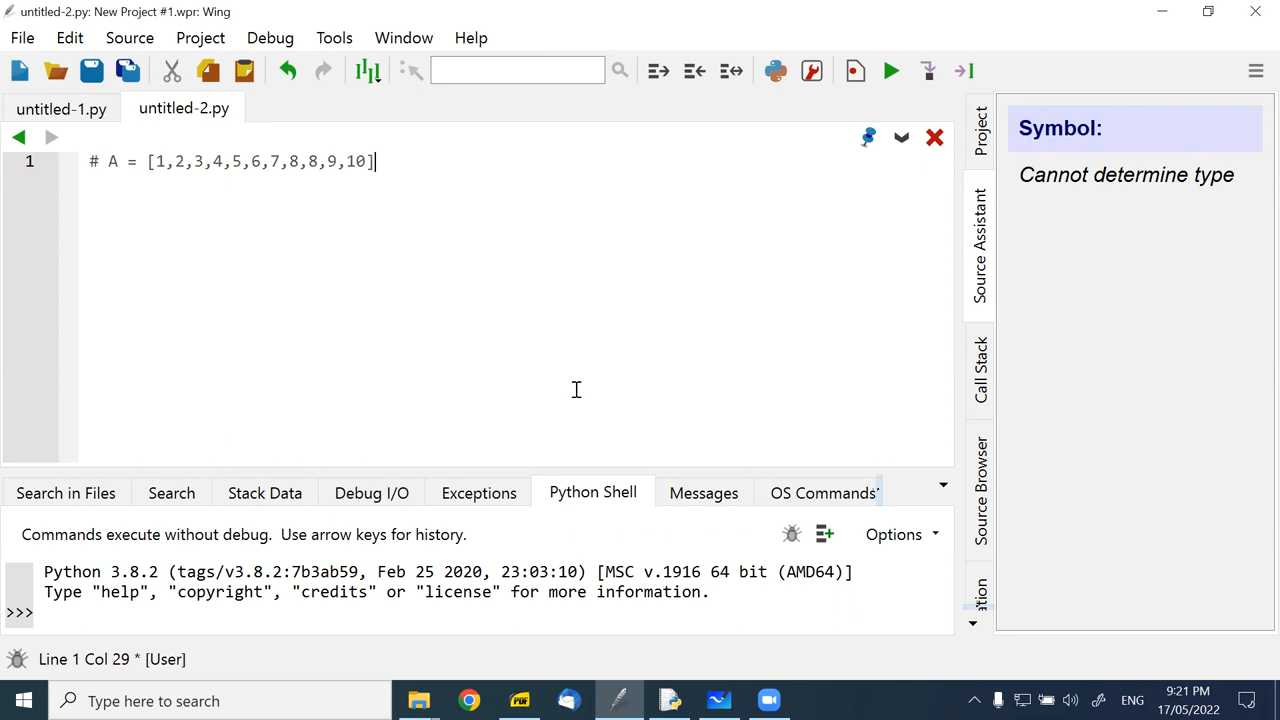 untitled-2.py: New Project #1.wpr: Wing
File Edit Source Project Debug Tools Window Help
untitled-1.py untitled-2.py
1 # A = [1,2,3,4,5,6,7,8,8,9,10]
Symbol:
Cannot determine type
Project
Source Assistant
Call Stack
Source Browser
Search in Files Search Stack Data Debug I/O Exceptions Python Shell Messages OS Commands
Commands execute without debug. Use arrow keys for history.
Options
Python 3.8.2 (tags/v3.8.2:7b3ab59, Feb 25 2020, 23:03:10) [MSC v.1916 64 bit (AMD64)]
Type "help", "copyright", "credits" or "license" for more information.
>>>
Line 1 Col 29 * [User]
Type here to search
PDF
ENG
9:21 PM
17/05/2022